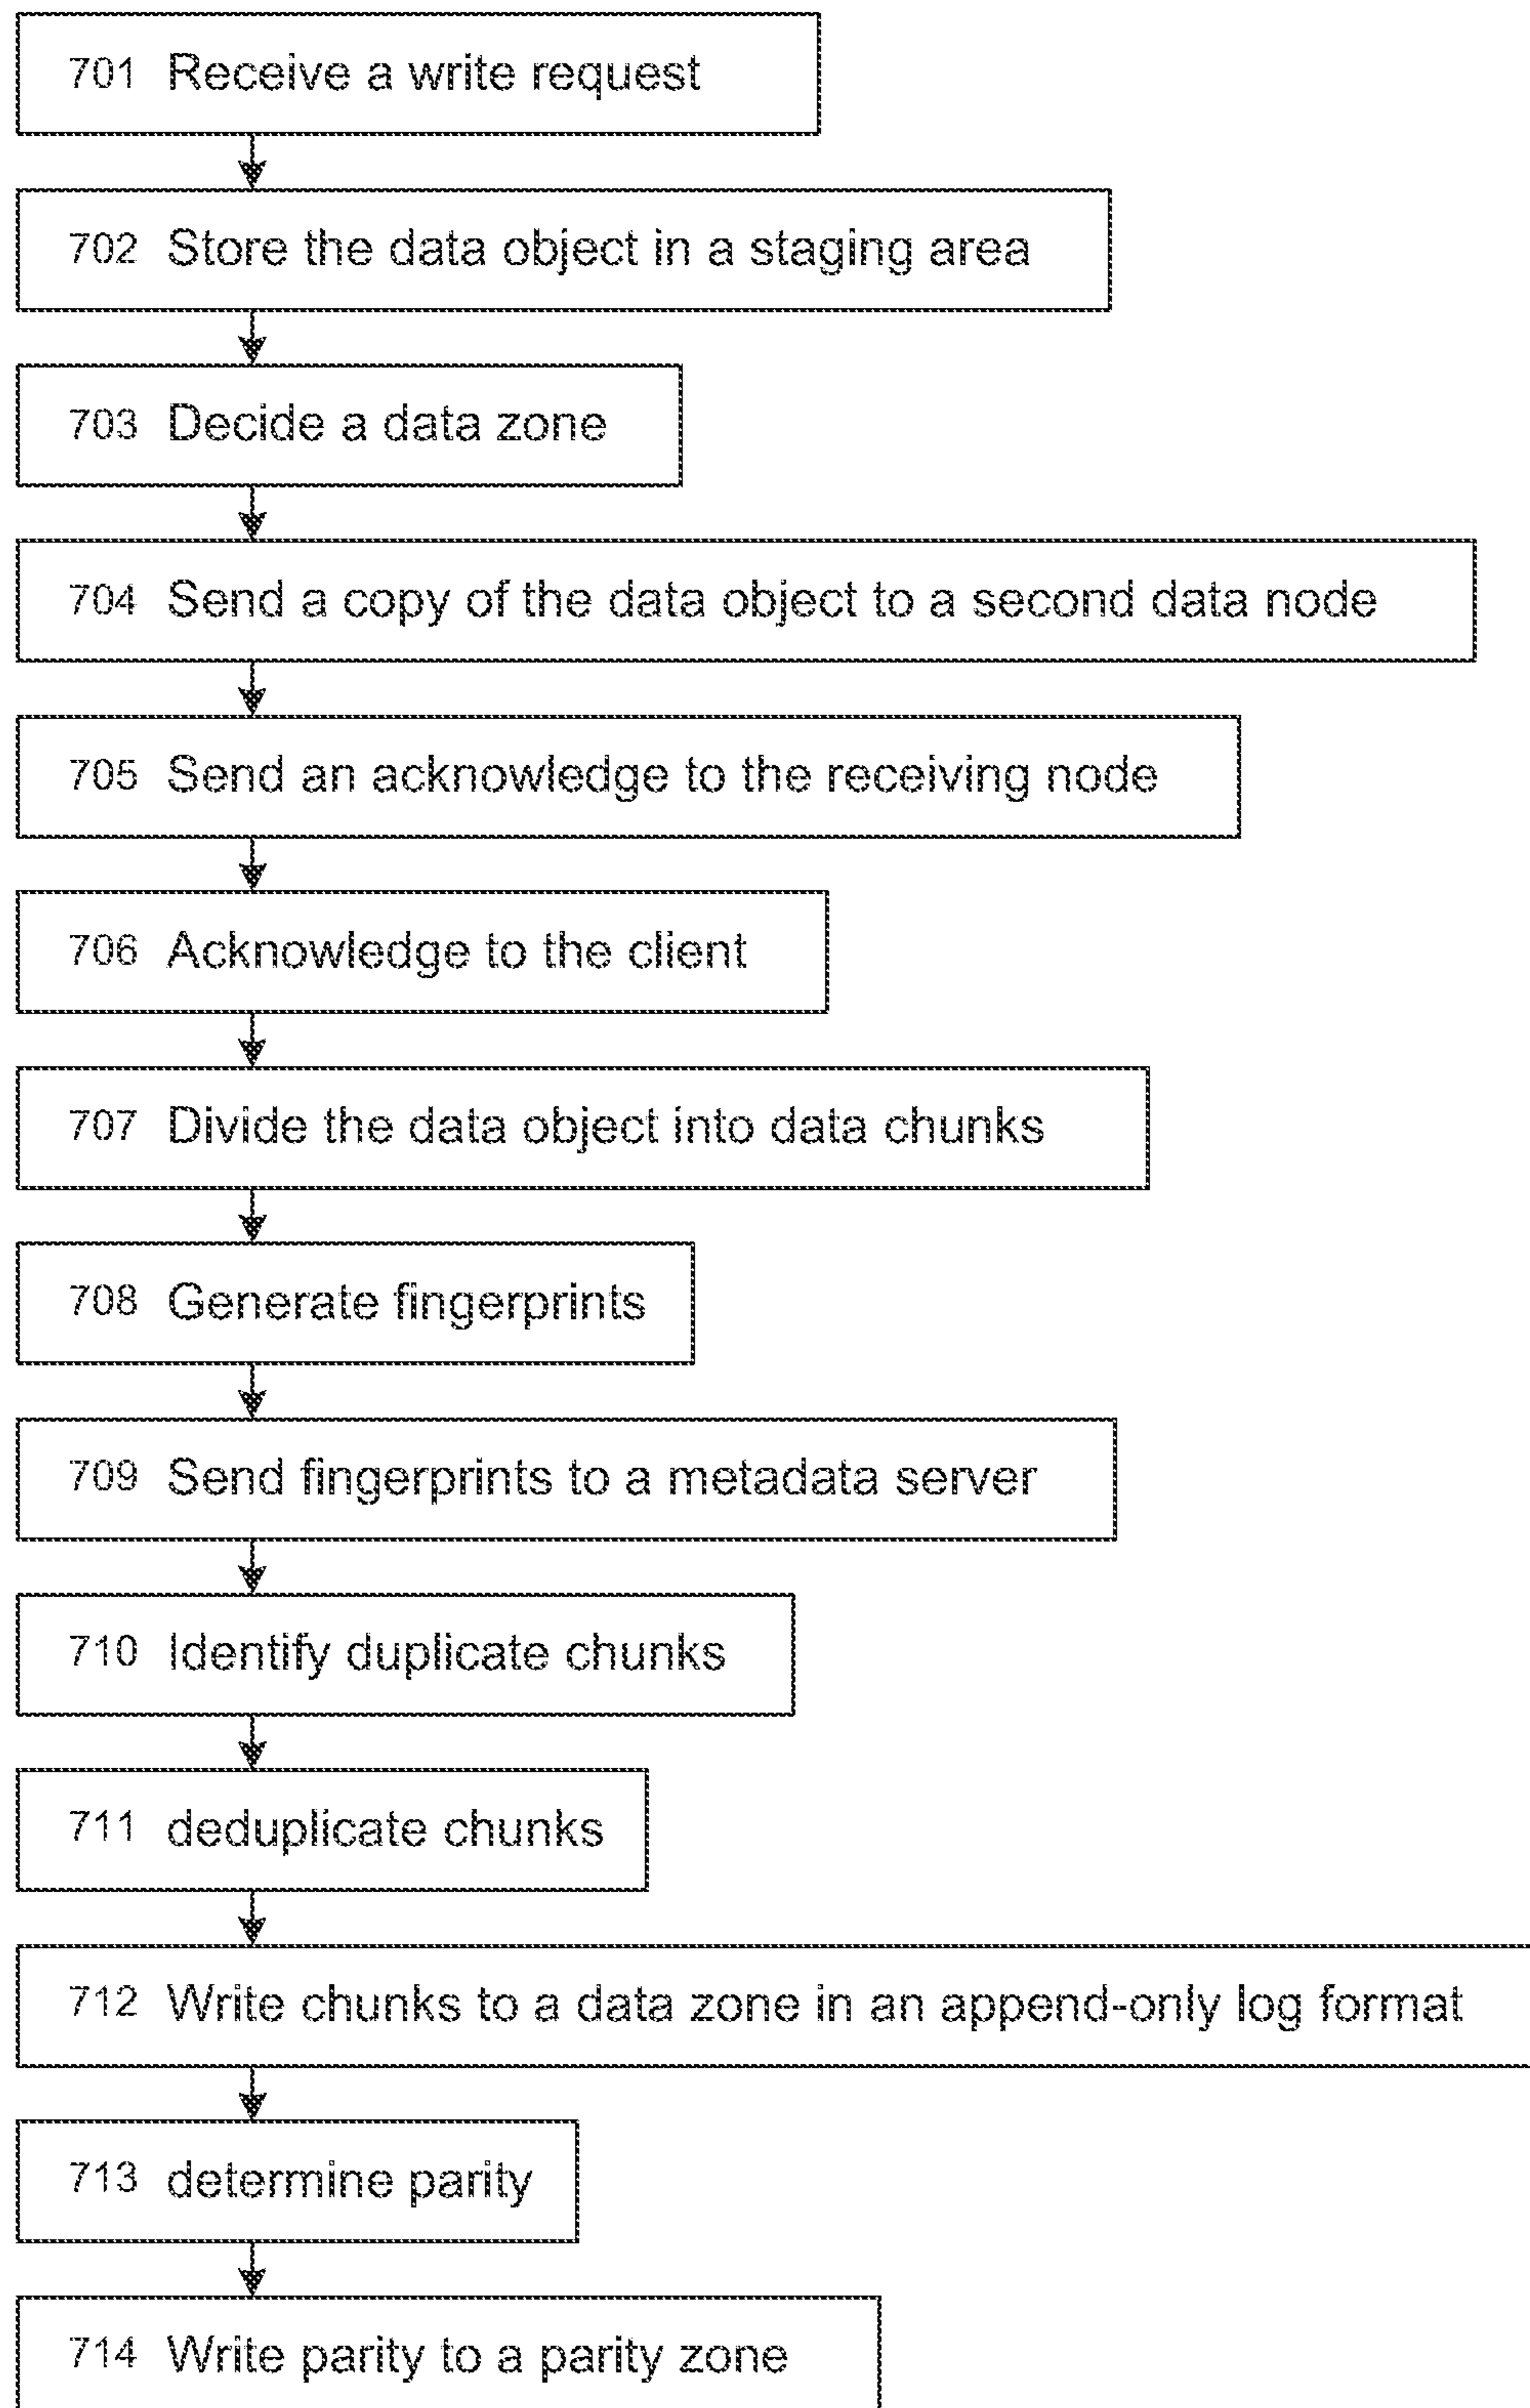 701 Receive a write request
702 Store the data object in a staging area
703 Decide a data zone
704 Send a copy of the data object to a second data node
705 Send an acknowledge to the receiving node
706 Acknowledge to the client
707 Divide the data object into data chunks
708 Generate fingerprints
709 Send fingerprints to a metadata server
710 Identify duplicate chunks
711 deduplicate chunks
712 Write chunks to a data zone in an append-only log format
713 determine parity
714 Write parity to a parity zone